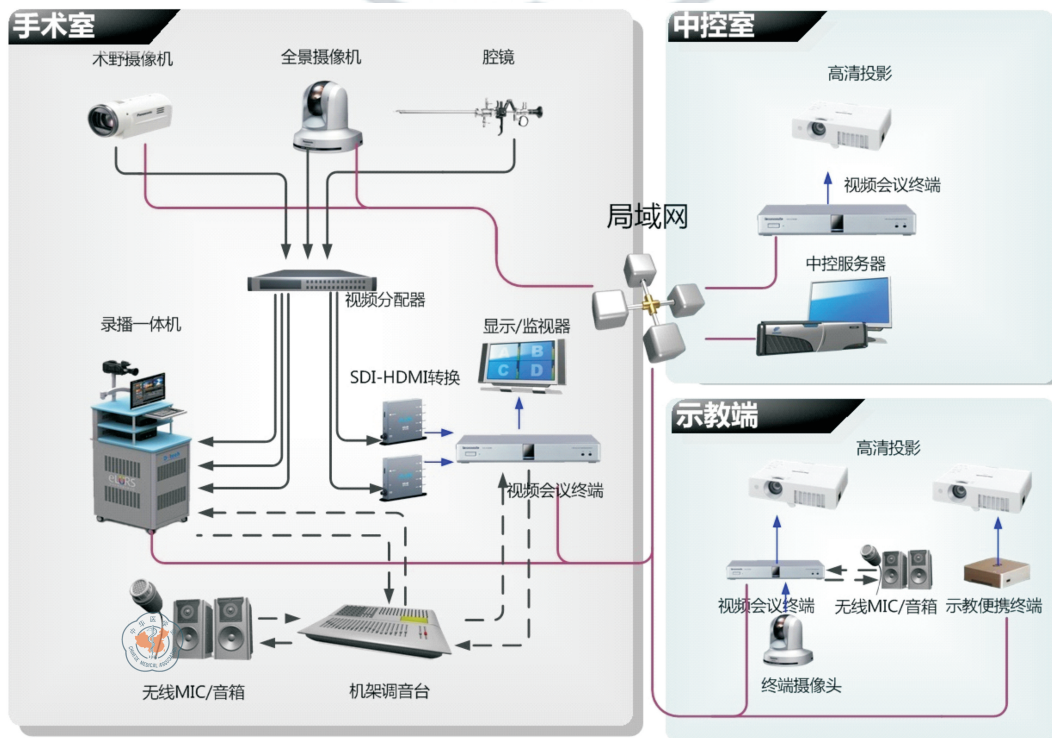 手术室
术野摄像机
全景摄像机
腔镜
视频分配器
录播一体机
SDI-HDMI转换
显示/监视器
A B
C D
视频会议终端
无线MIC/音箱
机架调音台
局域网
中控室
高清投影
视频会议终端
中控服务器
示教端
高清投影
视频会议终端
无线MIC/音箱
示教便携终端
终端摄像头